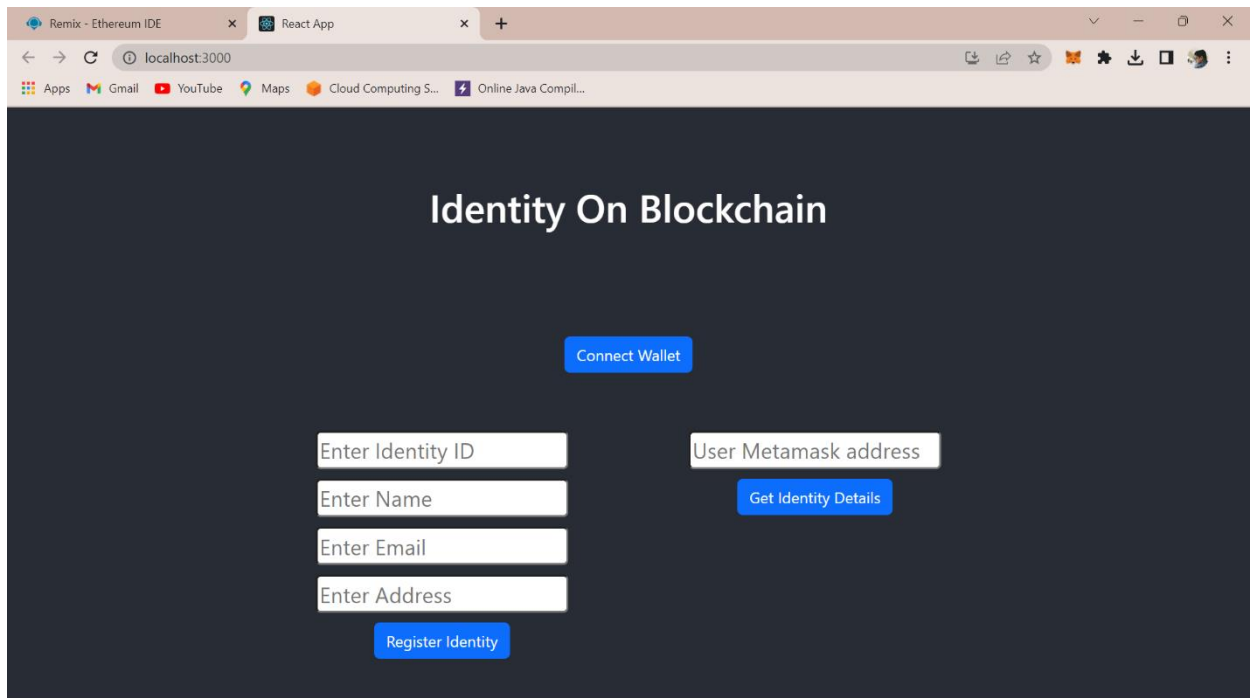 Remix - Ethereum IDE React App
localhost:3000
Apps Gmail YouTube Maps Cloud Computing S... Online Java Compil...
Identity On Blockchain
Connect Wallet
Enter Identity ID
Enter Name
Enter Email
Enter Address
Register Identity
User Metamask address
Get Identity Details